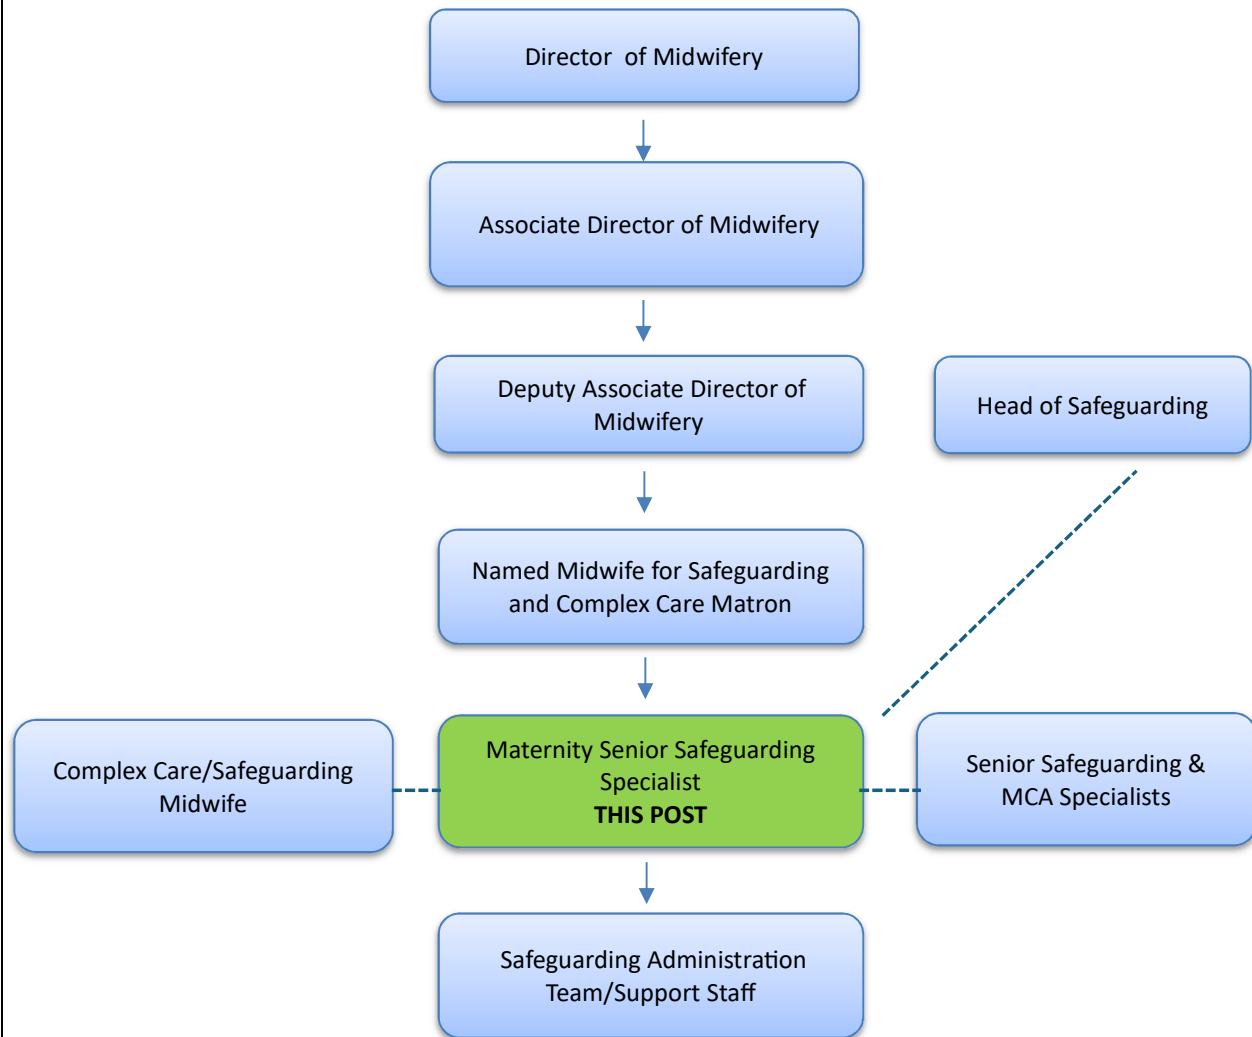 Director of Midwifery
Associate Director of Midwifery
Deputy Associate Director of
Midwifery
Head of Safeguarding
Named Midwife for Safeguarding
and Complex Care Matron
Complex Care/Safeguarding
Midwife
Maternity Senior Safeguarding
Specialist
THIS POST
Senior Safeguarding &
MCA Specialists
Safeguarding Administration
Team/Support Staff